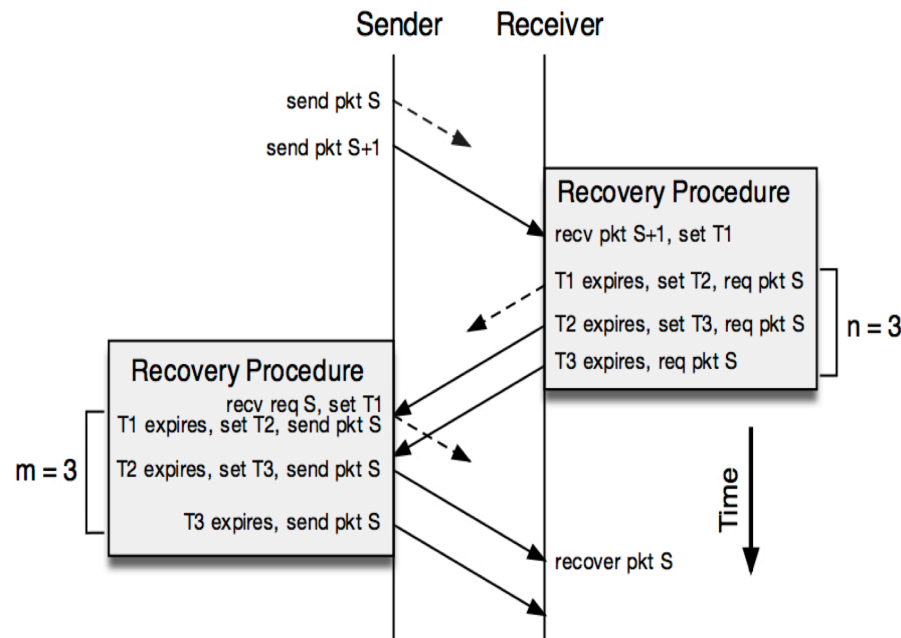 Sender
Receiver
send pkt S
send pkt S+1
Recovery Procedure
recv pkt S+1, set T1
T1 expires, set T2, req pkt S
T2 expires, set T3, req pkt S
T3 expires, req pkt S
n = 3
Recovery Procedure
recv req S, set T1
T1 expires, set T2, send pkt S
T2 expires, set T3, send pkt S
T3 expires, send pkt S
m = 3
Time
recover pkt S